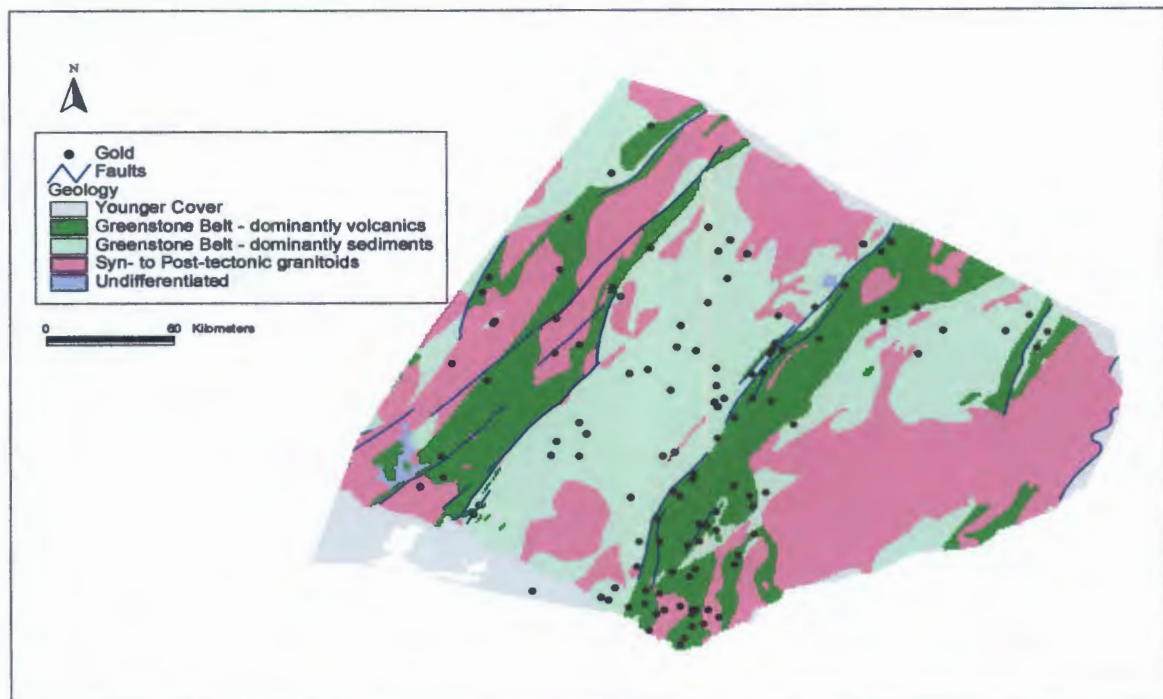 N
Gold
Faults
Geology
Younger Cover
Greenstone Belt - dominantly volcanics
Greenstone Belt - dominantly sediments
Syn- to Post-tectonic granitoids
Undifferentiated
0 60 Kilometers